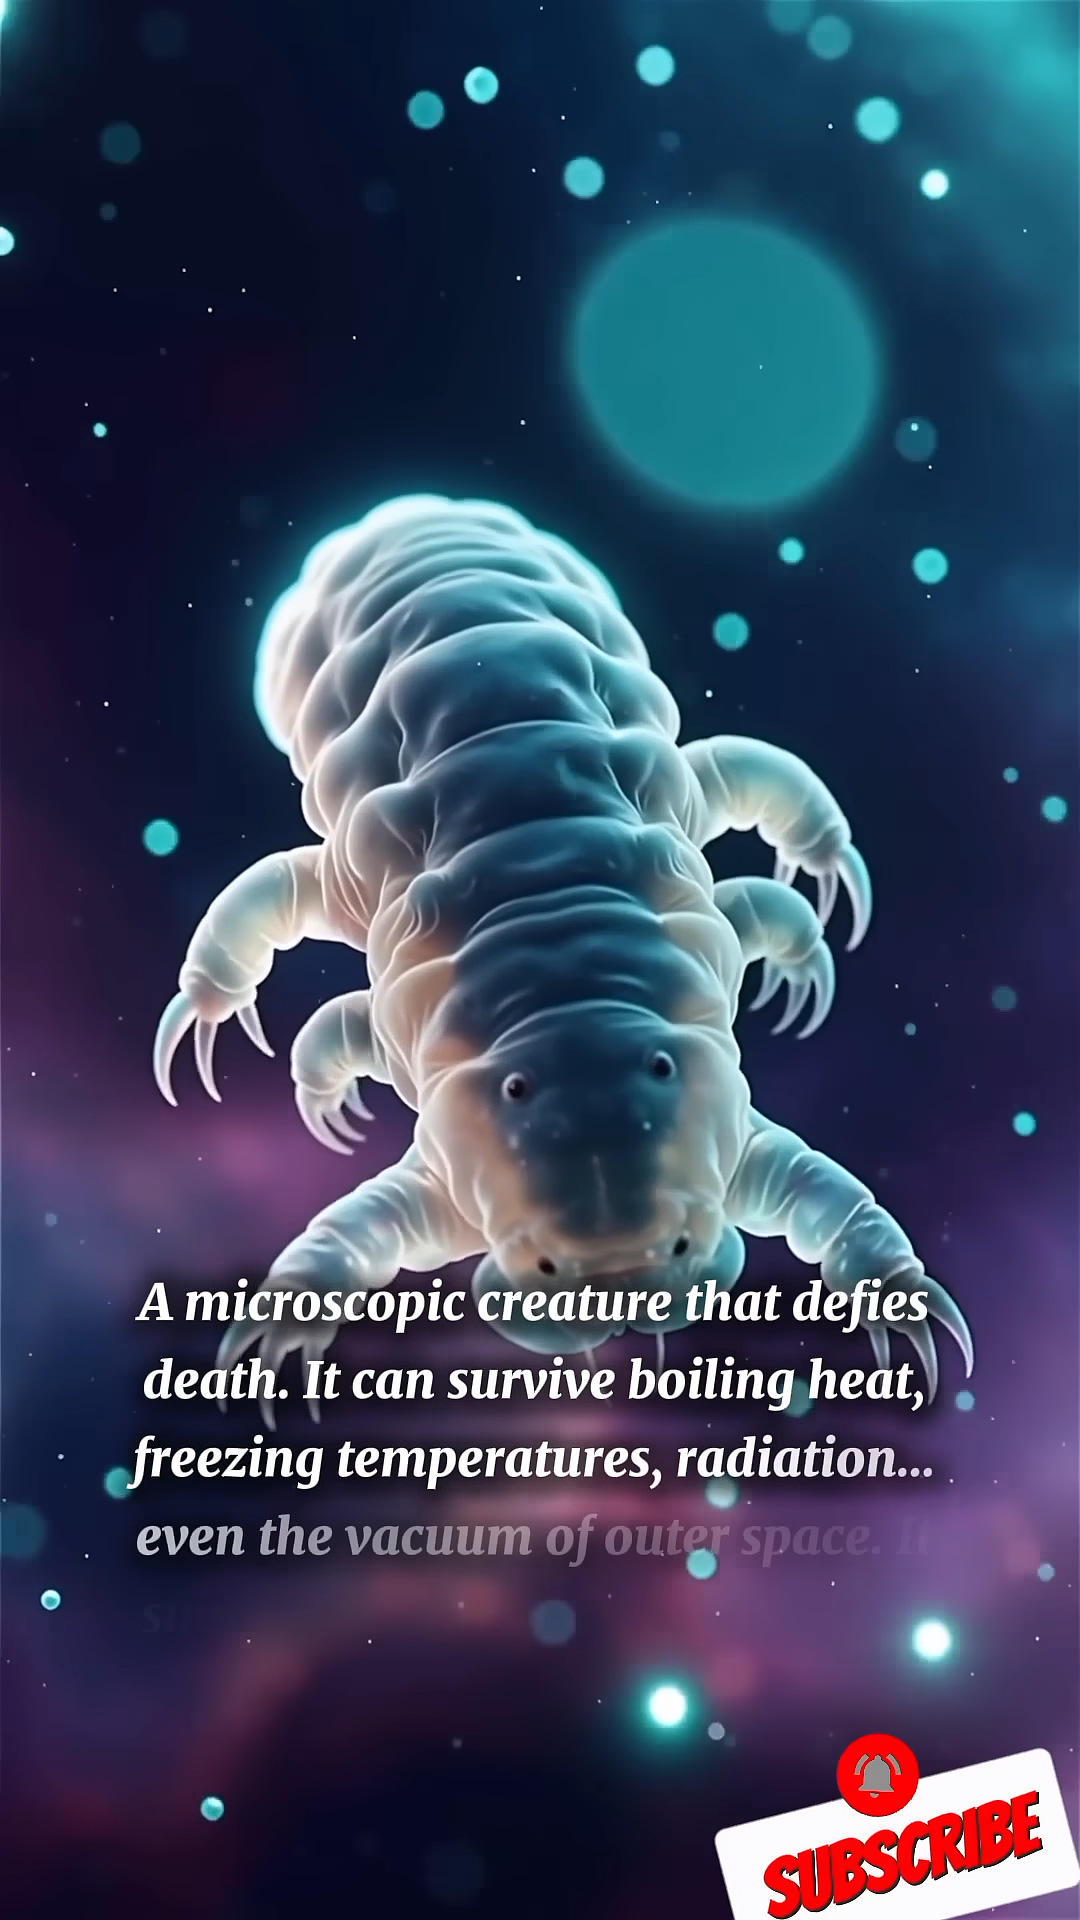 A microscopic creature that defies
death. It can survive boiling heat,
freezing temperatures, radiation...
even the vacuum of outer space. It
SUBSCRIBE